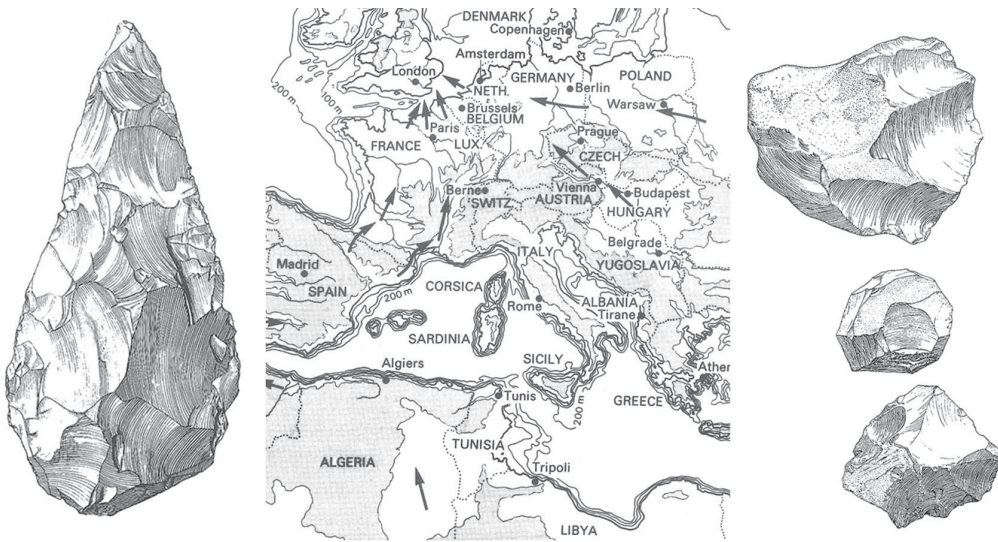 DENMARK
Copenhagen
Amsterdam
London
200 m
100 m
NETH.
GERMANY
Berlin
POLAND
Warsaw
Brussels
BELGIUM
Paris
LUX.
FRANCE
Prague
CZECH.
Berne
SWITZ.
Vienna
AUSTRIA
Budapest
HUNGARY
ITALY
Belgrade
YUGOSLAVIA
Madrid
SPAIN
200 m
CORSICA
Rome
ALBANIA
Tirane
SARDINIA
Algiers
SICILY
200 m
Tunis
GREECE
Ather
TUNISIA
ALGERIA
Tripoli
LIBYA